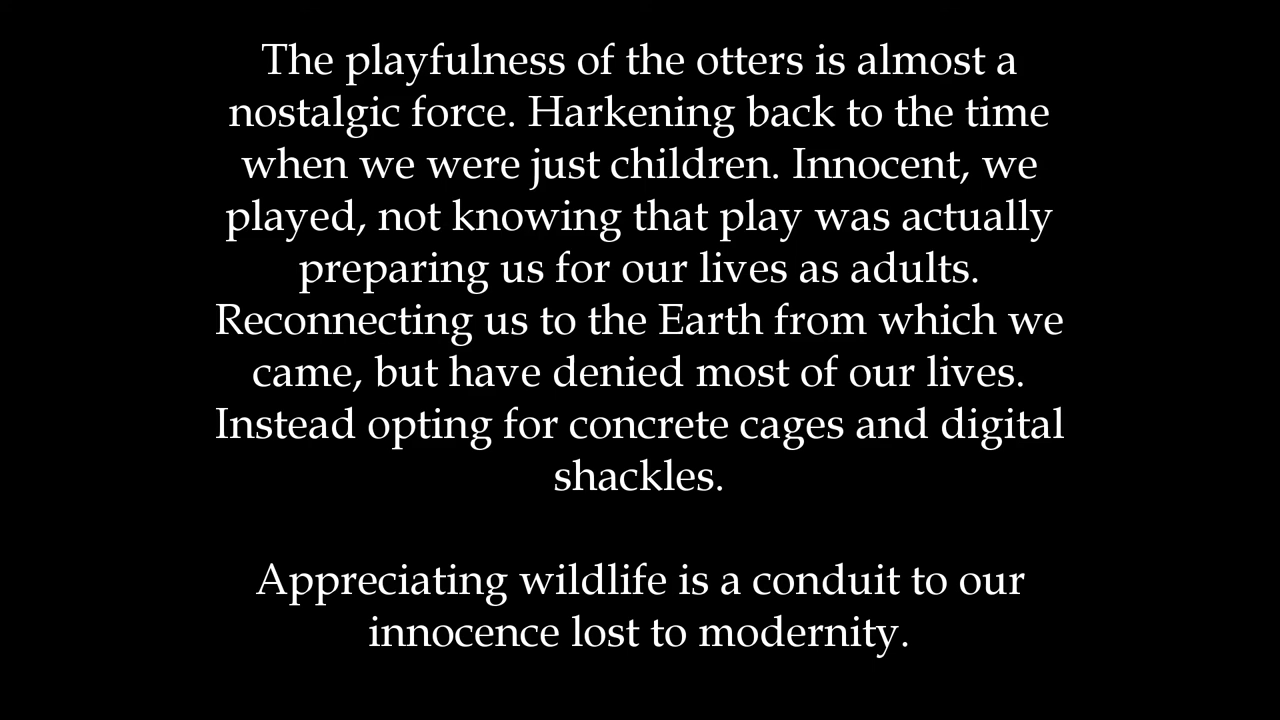 The playfulness of the otters is almost a
nostalgic force. Harkening back to the time
when we were just children. Innocent, we
played, not knowing that play was actually
preparing us for our lives as adults.
Reconnecting us to the Earth from which we
came, but have denied most of our lives.
Instead opting for concrete cages and digital
shackles.
Appreciating wildlife is a conduit to our
innocence lost to modernity.